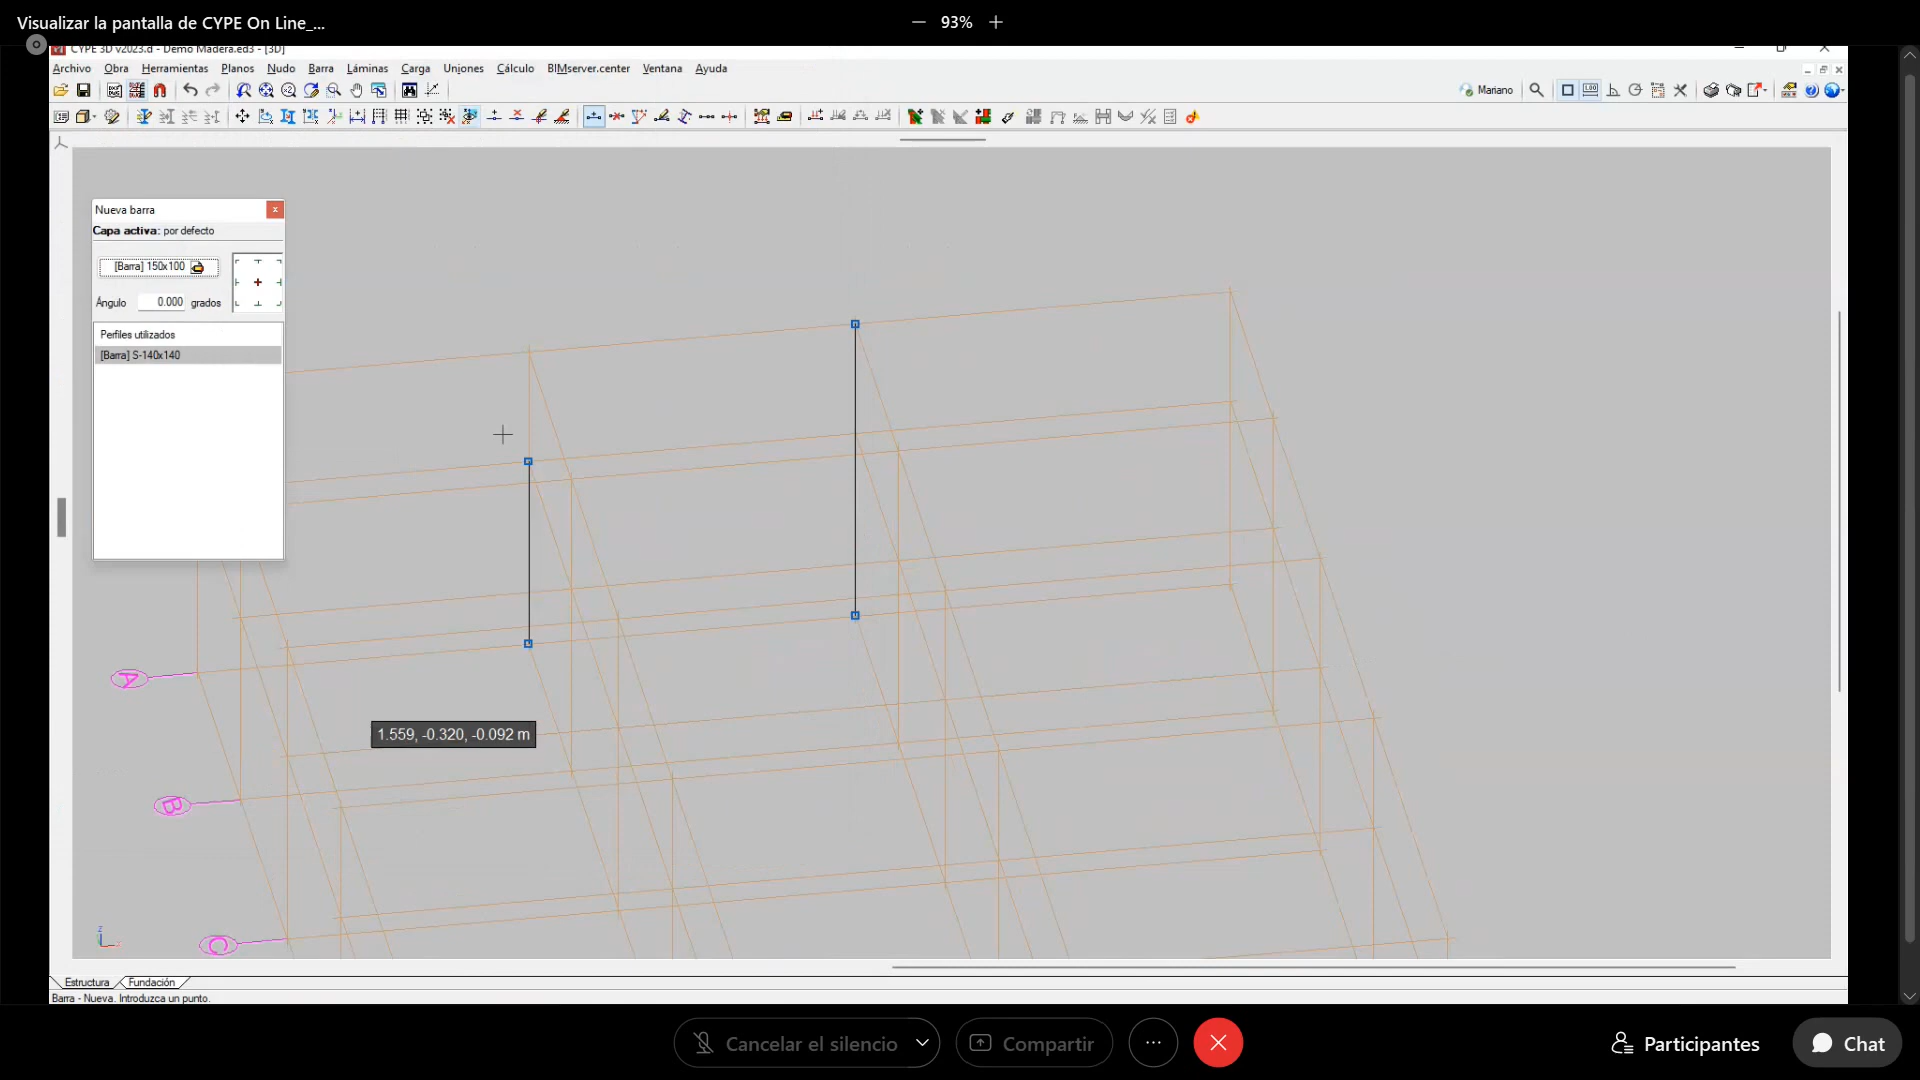 Visualizar la pantalla de CYPE On Line_...
93%
CYPE 3D v2023.d - Demo Madera.ed3 - [3D]
Archivo Obra Herramientas Planos Nudo Barra Láminas Carga Uniones Cálculo BIMserver.center Ventana Ayuda
Mariano
Nueva barra
Capa activa: por defecto
[Barra] 150x100
Ángulo 0.000 grados
Perfiles utilizados
[Barra] S-140x140
A
1.559, -0.320, -0.092 m
B
C
Estructura Fundación
Barra - Nueva. Introduzca un punto.
Cancelar el silencio Compartir Participantes Chat